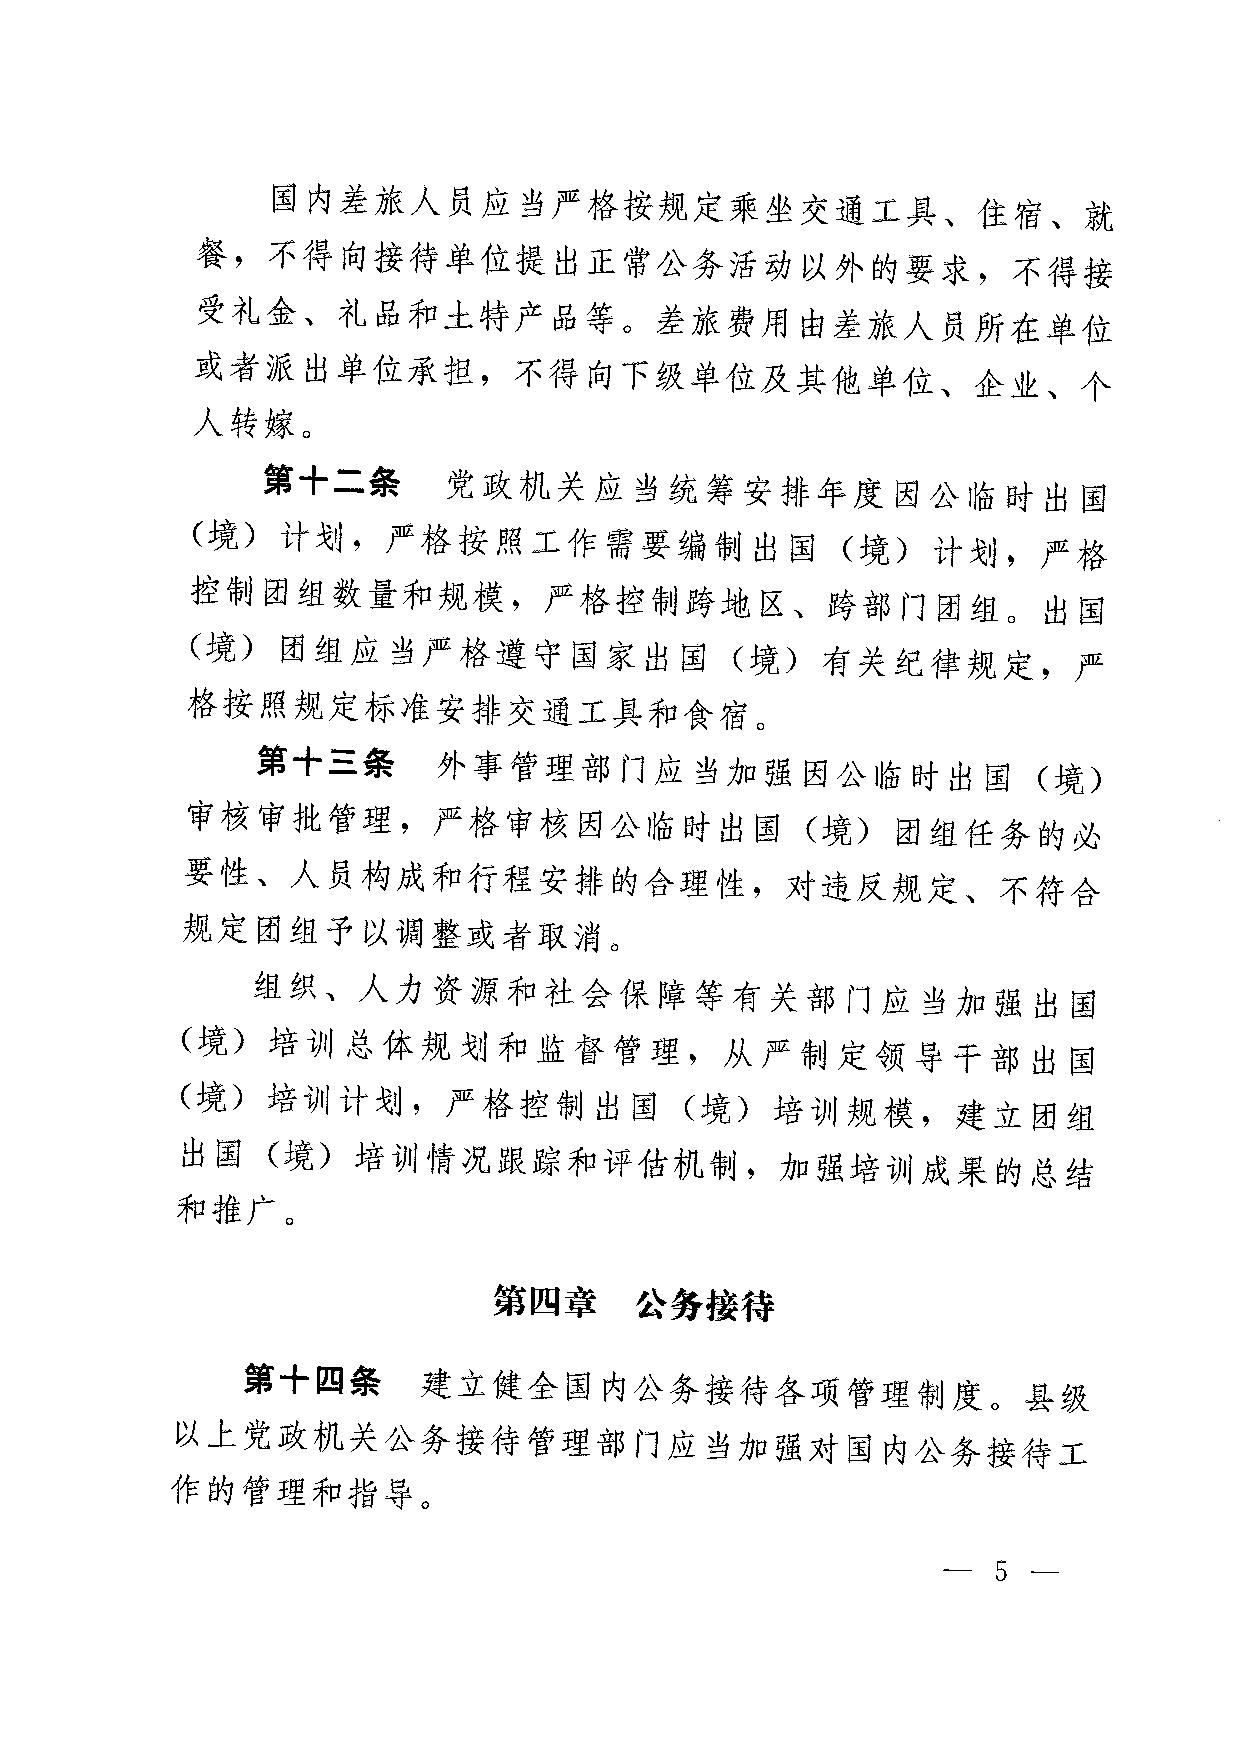 国内差旅人员应当严格按规定乘坐交通工具、住宿、就
餐，不得向接待单位提出正常公务活动以外的要求，不得接
受礼金、礼品和土特产品等。差旅费用由差旅人员所在单位
或者派出单位承担，不得向下级单位及其他单位、企业、个
人转嫁。
第十二条　党政机关应当统筹安排年度因公临时出国
（境）计划，严格按照工作需要编制出国（境）计划，严格
控制团组数量和规模，严格控制跨地区、跨部门团组。出国
（境）团组应当严格遵守国家出国（境）有关纪律规定，严
格按照规定标准安排交通工具和食宿。
第十三条　外事管理部门应当加强因公临时出国（境）
审核审批管理，严格审核因公临时出国（境）团组任务的必
要性、人员构成和行程安排的合理性，对违反规定、不符合
规定团组予以调整或者取消。
组织、人力资源和社会保障等有关部门应当加强出国
（境）培训总体规划和监督管理，从严制定领导干部出国
（境）培训计划，严格控制出国（境）培训规模，建立团组
出国（境）培训情况跟踪和评估机制，加强培训成果的总结
和推广。
第四章　公务接待
第十四条　建立健全国内公务接待各项管理制度。县级
以上党政机关公务接待管理部门应当加强对国内公务接待工
作的管理和指导。
— 5 —